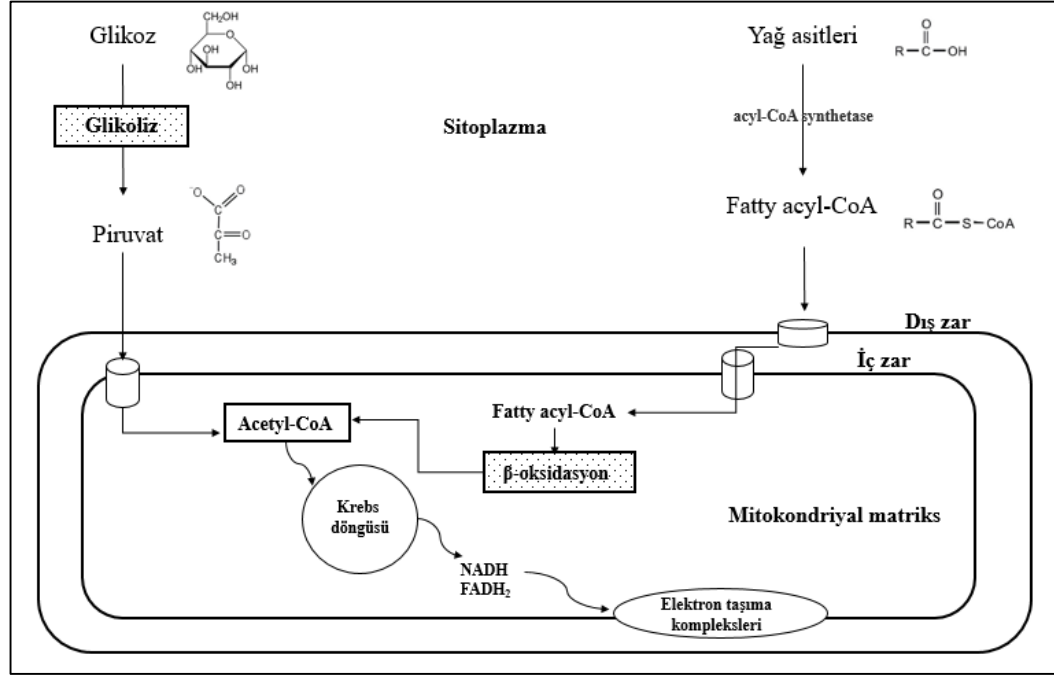 Glikoz
CH₂OH
O
OH
OH
OH
OH
Glikoliz
Piruvat
⁻O
O
C
C
O
CH₃
Sitoplazma
Yağ asitleri
O
R
C
OH
acyl-CoA synthetase
Fatty acyl-CoA
O
R
C
S
CoA
Dış zar
İç zar
Acetyl-CoA
Fatty acyl-CoA
β-oksidasyon
Krebs
döngüsü
Mitokondriyal matriks
NADH
FADH₂
Elektron taşıma
kompleksleri